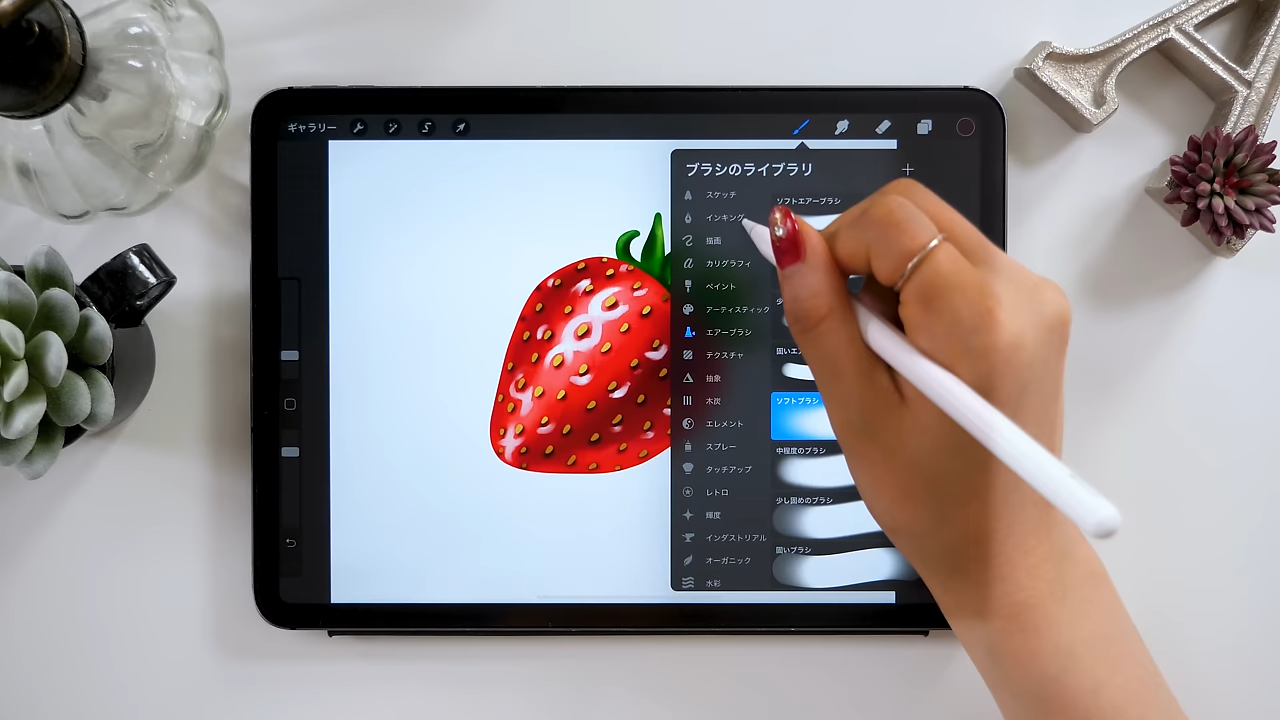 ギャラリー
ブラシのライブラリ
スケッチ
インキング
描画
カリグラフィ
ペイント
アーティスティック
エアーブラシ
テクスチャ
抽象
木炭
エレメント
スプレー
タッチアップ
レトロ
輝度
インダストリアル
オーガニック
水彩
ソフトエアーブラシ
ソフトブラシ
中程度のブラシ
少し固めのブラシ
固いブラシ
A